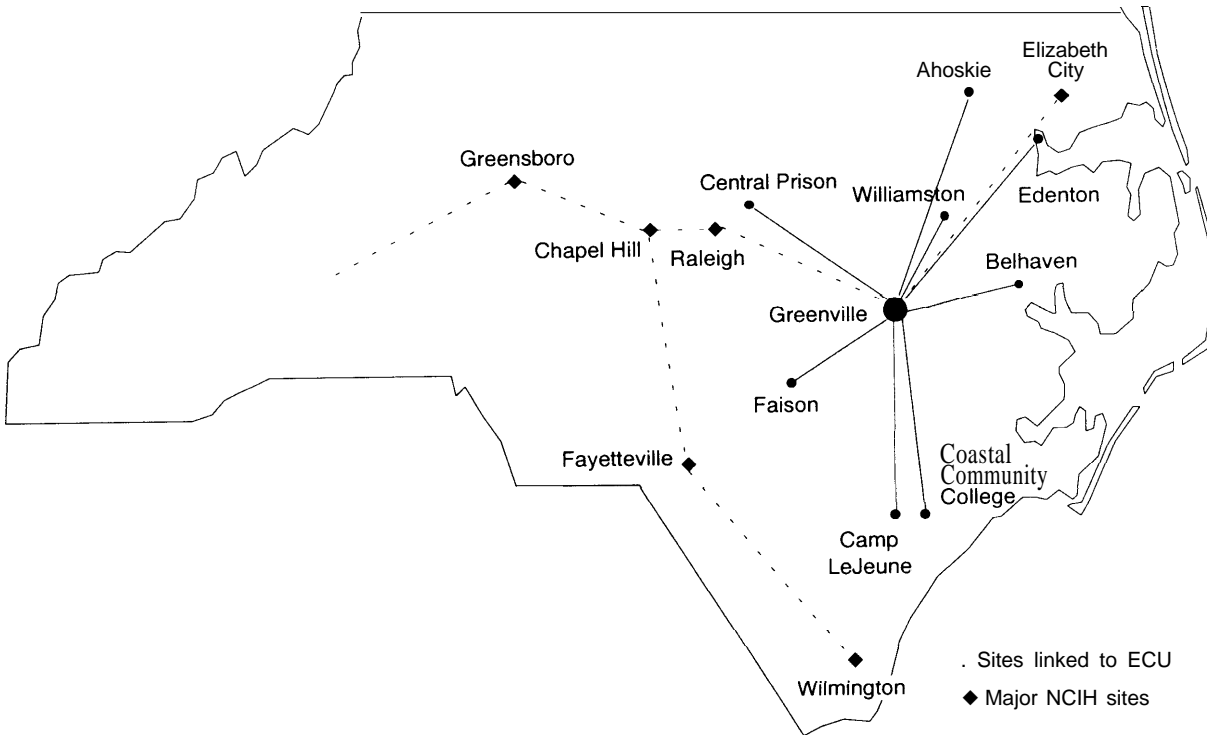 Elizabeth
City
Ahoskie
Greensboro
Central Prison
Williamston
Edenton
Chapel Hill
Raleigh
Belhaven
Greenville
Faison
Fayetteville
Coastal
Community
College
Camp
LeJeune
Wilmington
. Sites linked to ECU
◆ Major NCIH sites